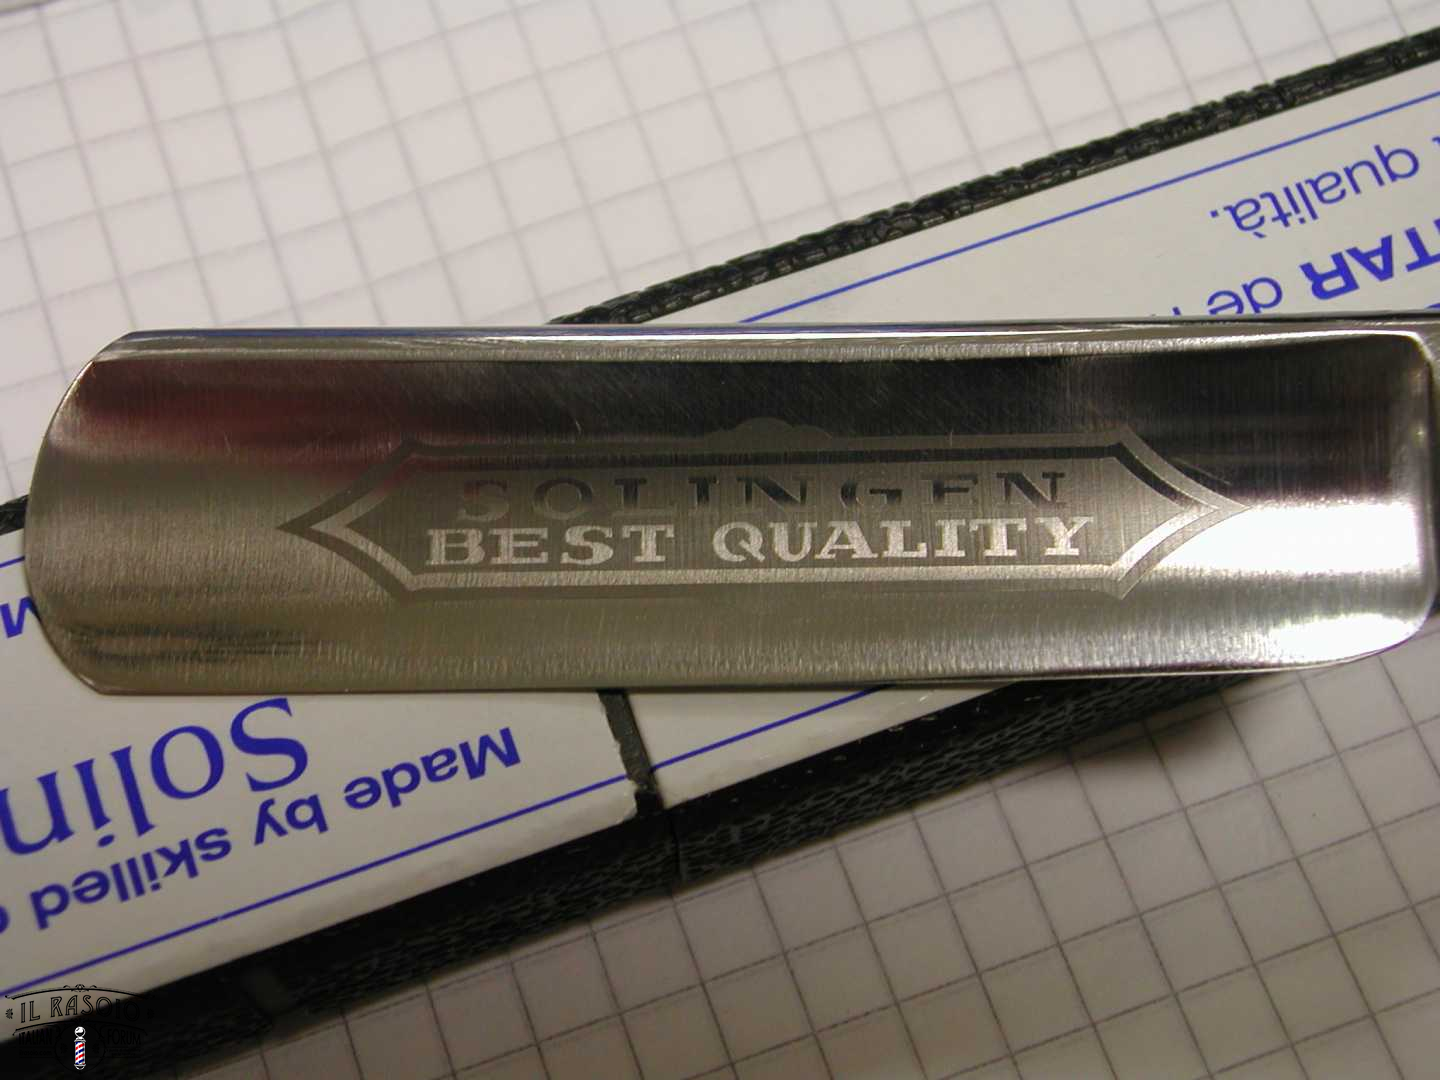 SOLINGEN
BEST QUALITY
qualità.
TAR de
Made by skilled
Solin
IL RASOIO